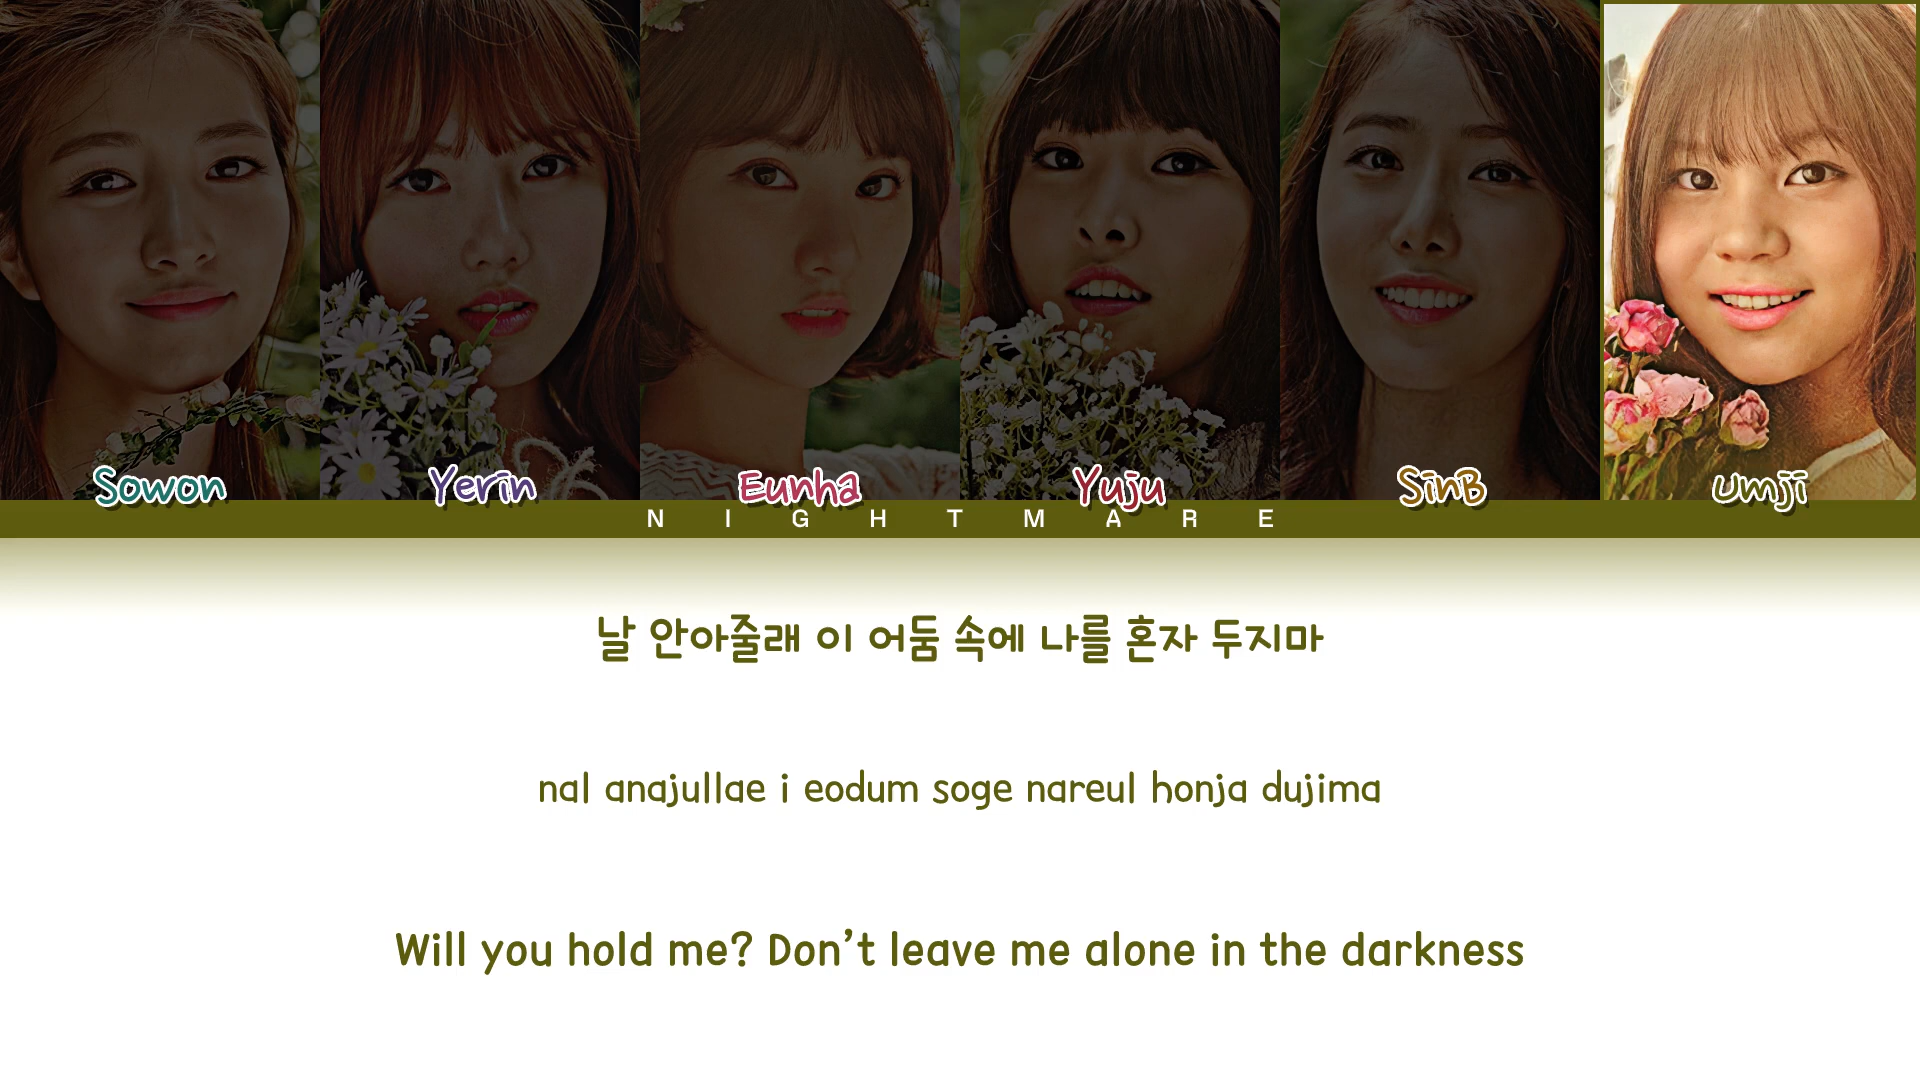 Sowon Yerin Eunha Yuju SinB Umji
NIGHTMARE
날 안아줄래 이 어둠 속에 나를 혼자 두지마
nal anajullae i eodum soge nareul honja dujima
Will you hold me? Don’t leave me alone in the darkness